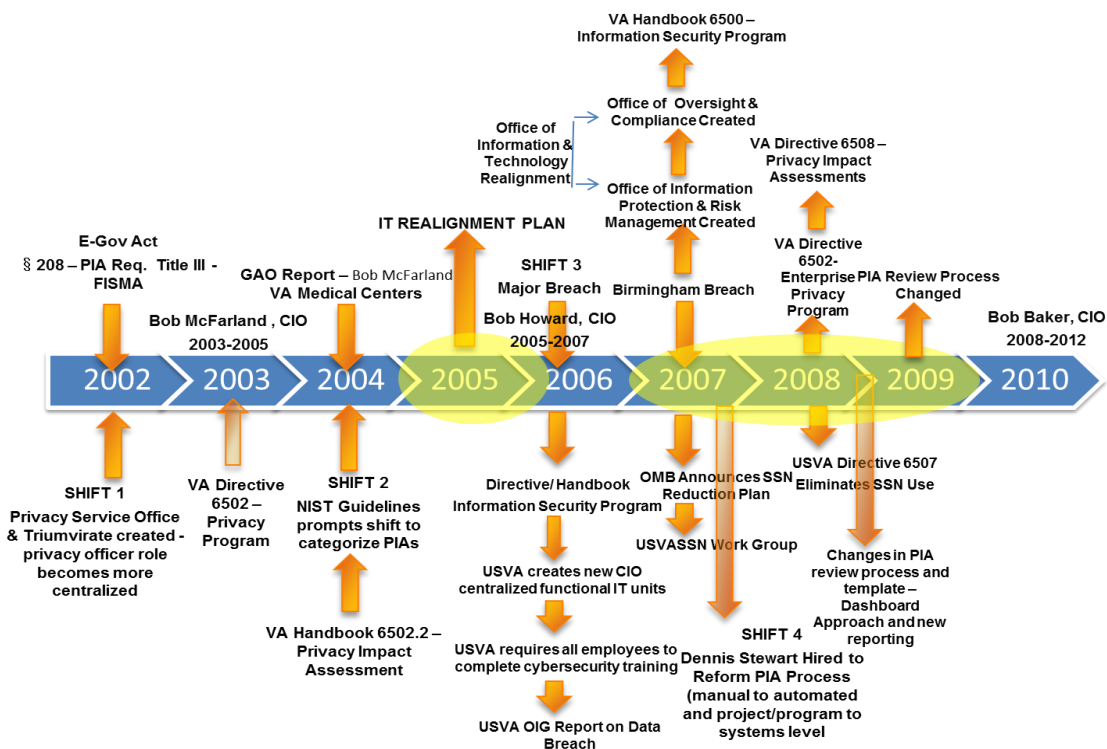 VA Handbook 6500 –
Information Security Program
Office of Oversight &
Compliance Created
Office of
Information &
Technology
Realignment
Office of Information
Protection & Risk
Management Created
VA Directive 6508 –
Privacy Impact
Assessments
E-Gov Act
§ 208 – PIA Req. Title III -
FISMA
Bob McFarland , CIO
2003-2005
GAO Report – Bob McFarland
VA Medical Centers
IT REALIGNMENT PLAN
SHIFT 3
Major Breach
Bob Howard, CIO
2005-2007
Birmingham Breach
VA Directive
6502-
Enterprise
Privacy
Program
PIA Review Process
Changed
Bob Baker, CIO
2008-2012
2002
2003
2004
2005
2006
2007
2008
2009
2010
SHIFT 1
Privacy Service Office
& Triumvirate created -
privacy officer role
becomes more
centralized
VA Directive
6502 –
Privacy
Program
SHIFT 2
NIST Guidelines
prompts shift to
categorize PIAs
VA Handbook 6502.2 –
Privacy Impact
Assessment
Directive/ Handbook
Information Security Program
USVA creates new CIO
centralized functional IT units
USVA requires all employees to
complete cybersecurity training
USVA OIG Report on Data
Breach
OMB Announces SSN
Reduction Plan
USVASSN Work Group
SHIFT 4
Dennis Stewart Hired to
Reform PIA Process
(manual to automated
and project/program to
systems level
USVA Directive 6507
Eliminates SSN Use
Changes in PIA
review process and
template –
Dashboard
Approach and new
reporting